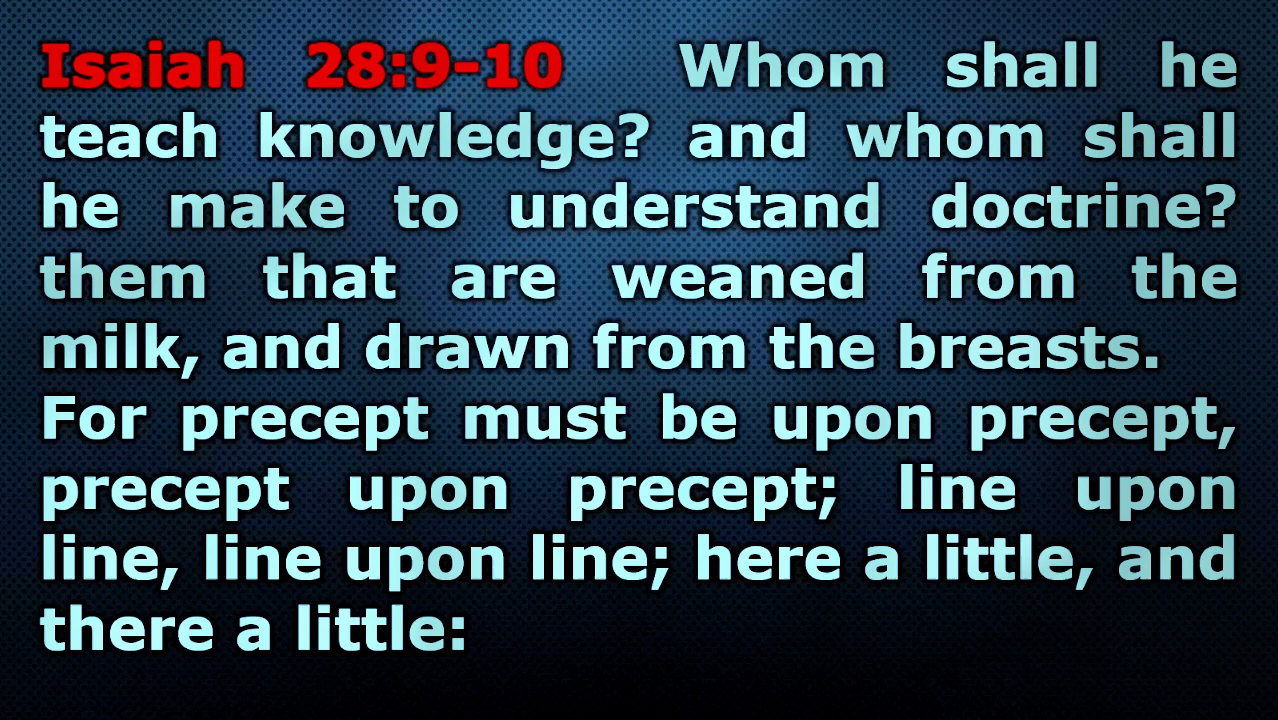 Isaiah 28:9-10 Whom shall he
teach knowledge? and whom shall
he make to understand doctrine?
them that are weaned from the
milk, and drawn from the breasts.
For precept must be upon precept,
precept upon precept; line upon
line, line upon line; here a little, and
there a little: